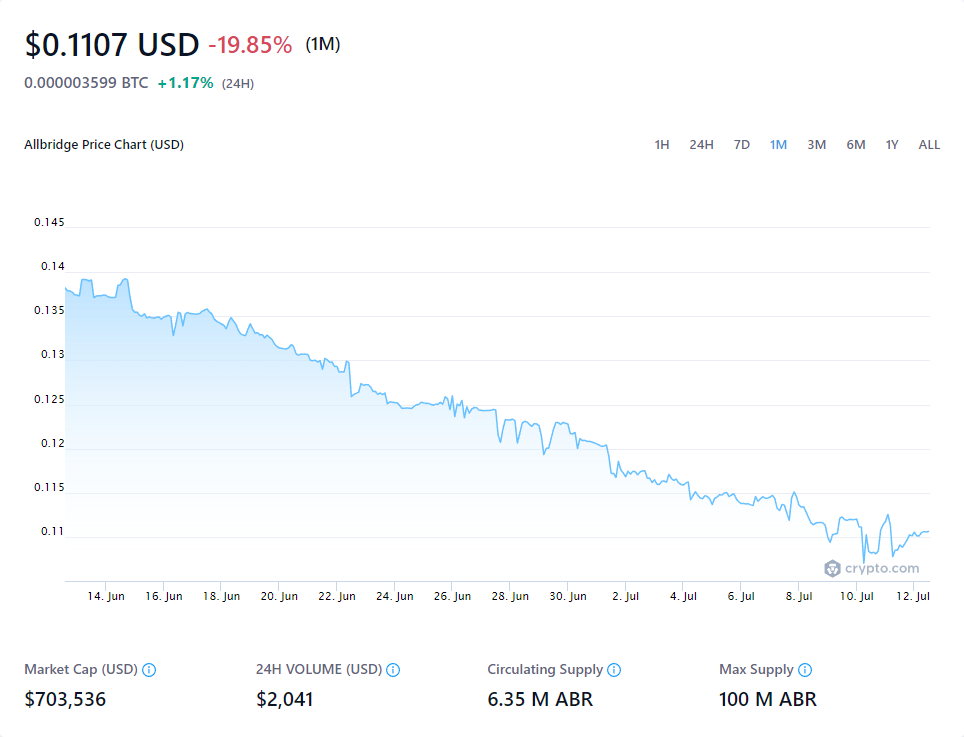 $0.1107 USD -19.85% (1M)
0.000003599 BTC +1.17% (24H)
Allbridge Price Chart (USD) 1H 24H 7D 1M 3M 6M 1Y ALL
0.145
0.14
0.135
0.13
0.125
0.12
0.115
0.11
crypto.com
14. Jun 16. Jun 18. Jun 20. Jun 22. Jun 24. Jun 26. Jun 28. Jun 30. Jun 2. Jul 4. Jul 6. Jul 8. Jul 10. Jul 12. Jul
Market Cap (USD) 24H VOLUME (USD) Circulating Supply Max Supply
$703,536 $2,041 6.35 M ABR 100 M ABR